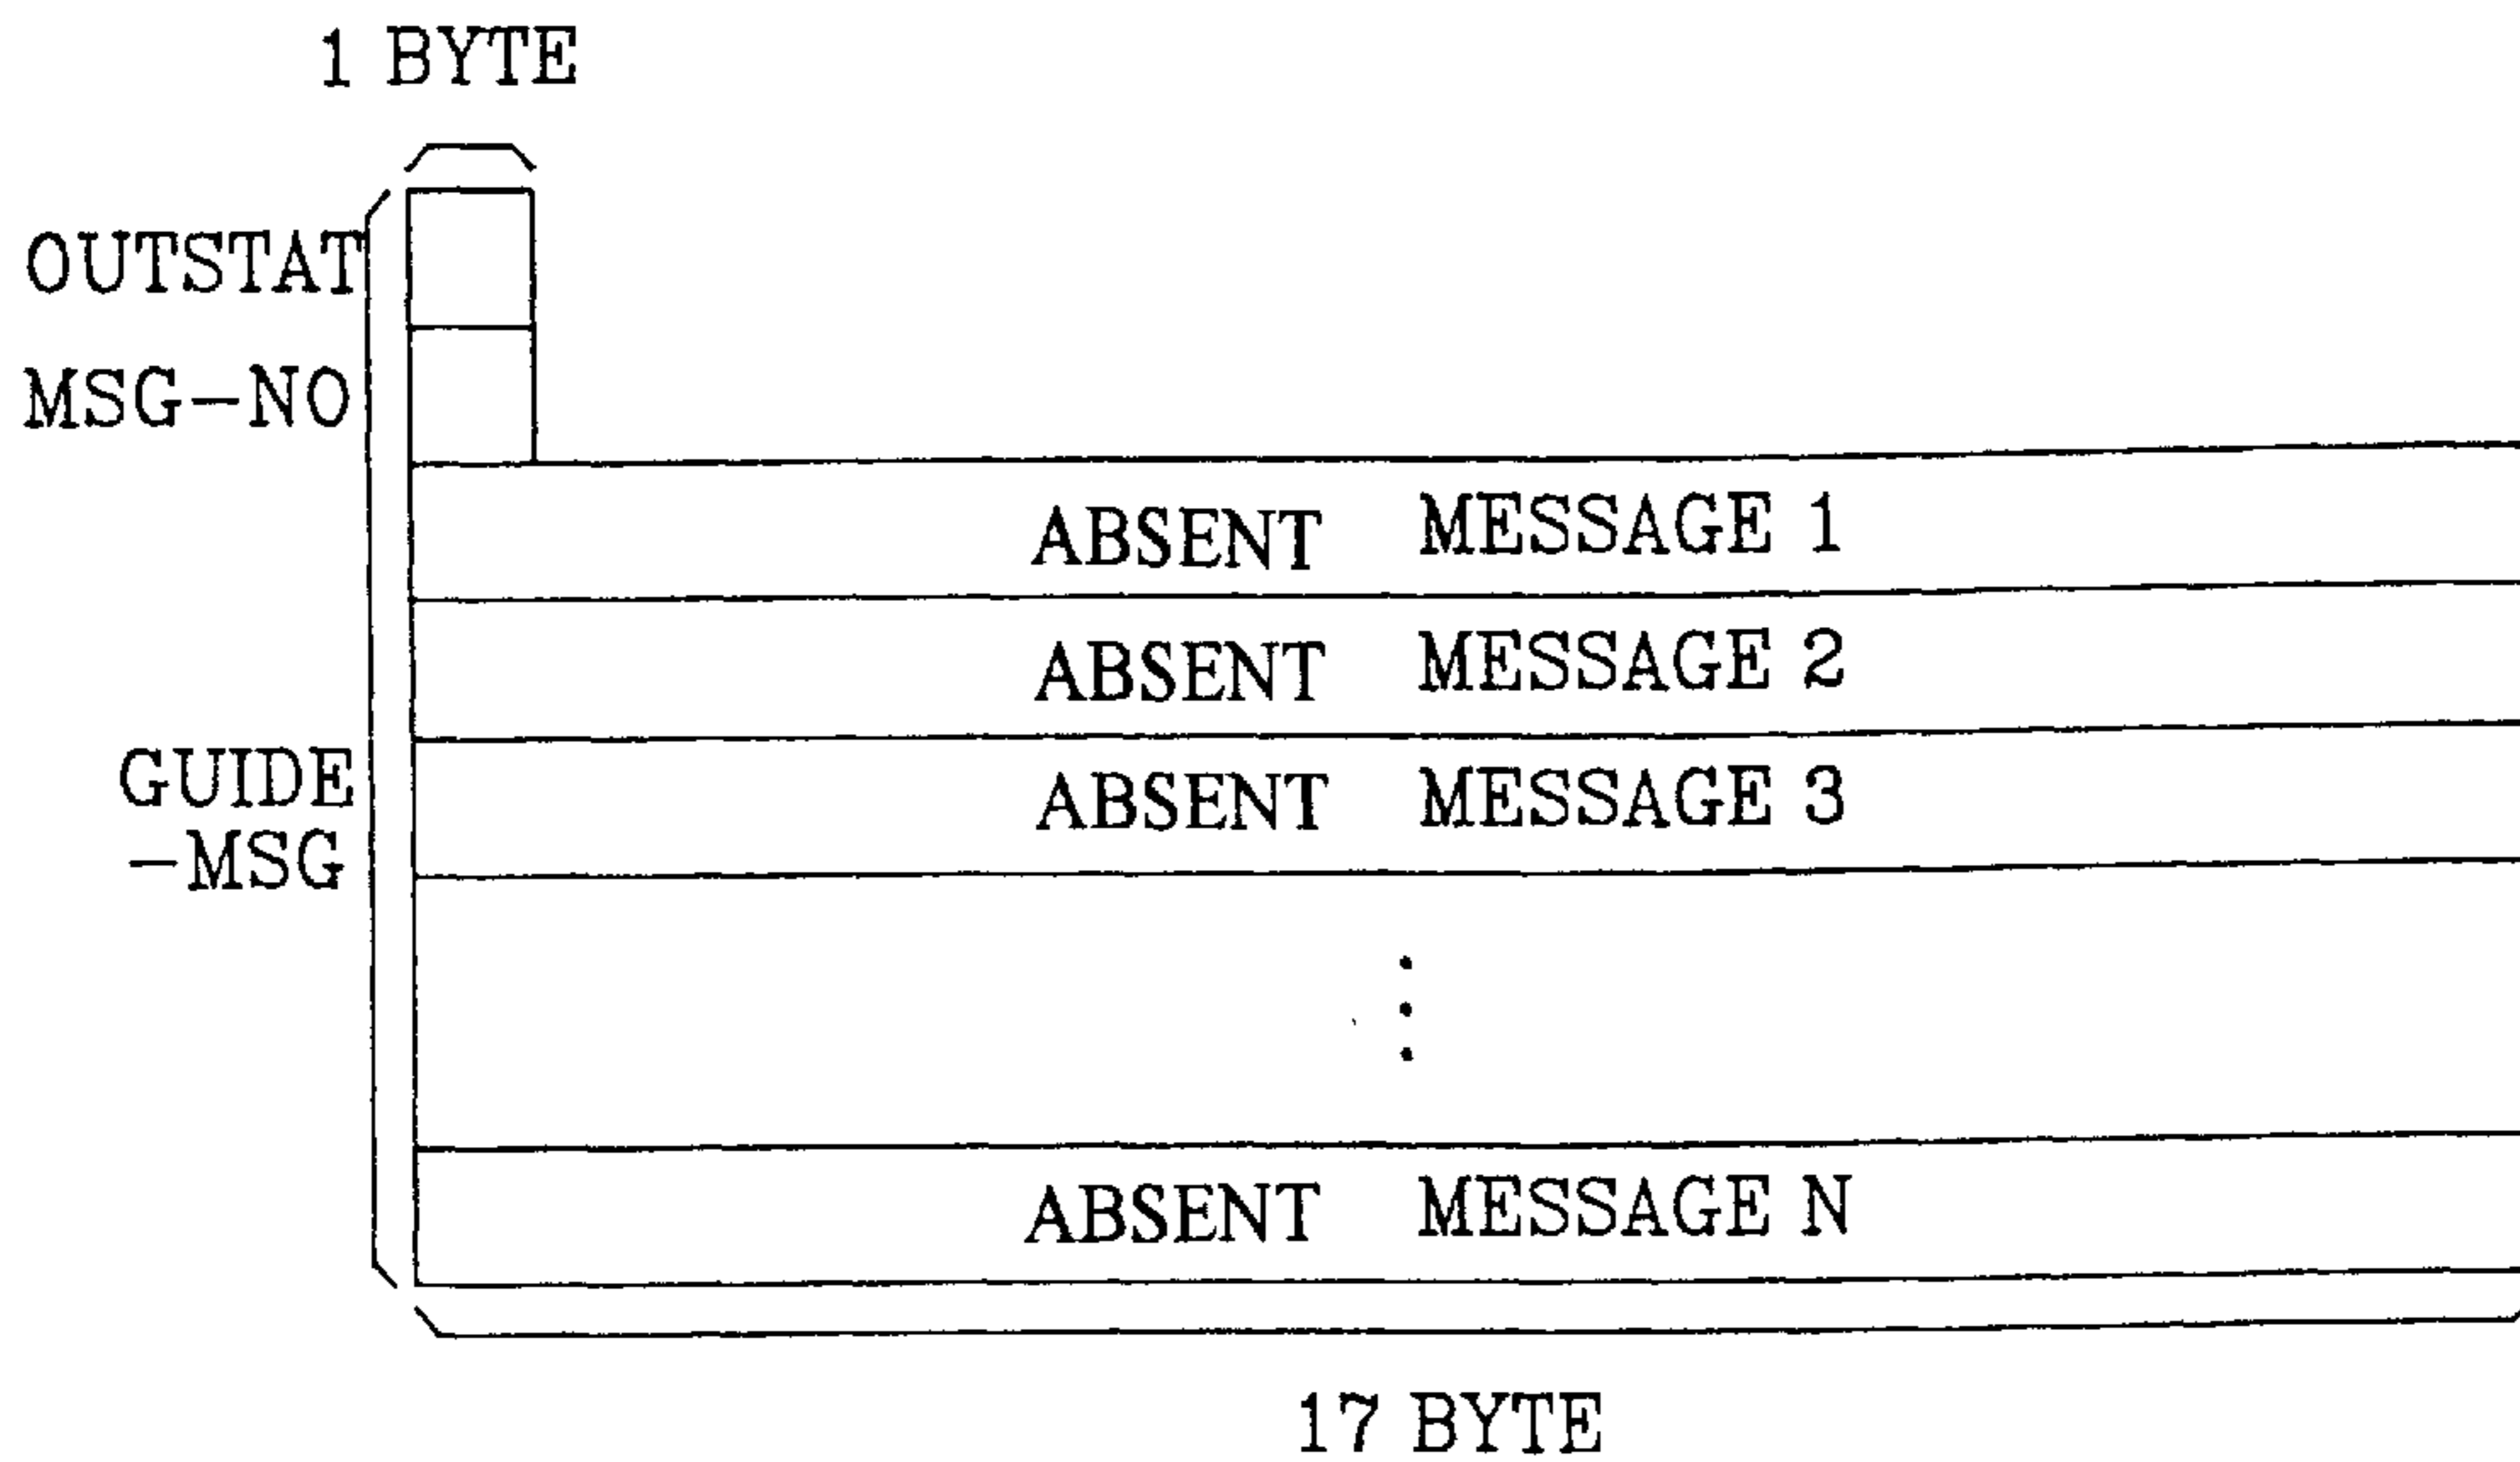 1 BYTE
OUTSTAT
MSG-NO
ABSENT MESSAGE 1
ABSENT MESSAGE 2
GUIDE
-MSG
ABSENT MESSAGE 3
ABSENT MESSAGE N
17 BYTE